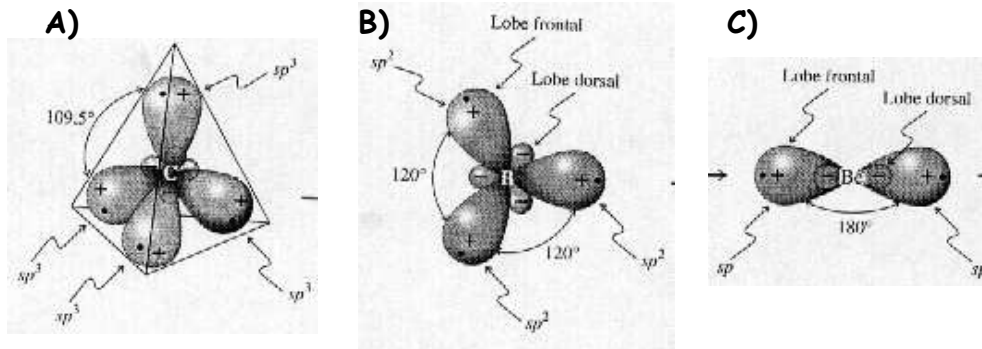 A)
sp³
109.5°
C
+
+
+
+
sp³
sp³
sp³
B)
Lobe frontal
sp²
Lobe dorsal
+
−
120°
−
B
+
−
+
120°
sp²
sp²
C)
Lobe frontal
Lobe dorsal
+ − Be − +
180°
sp
sp